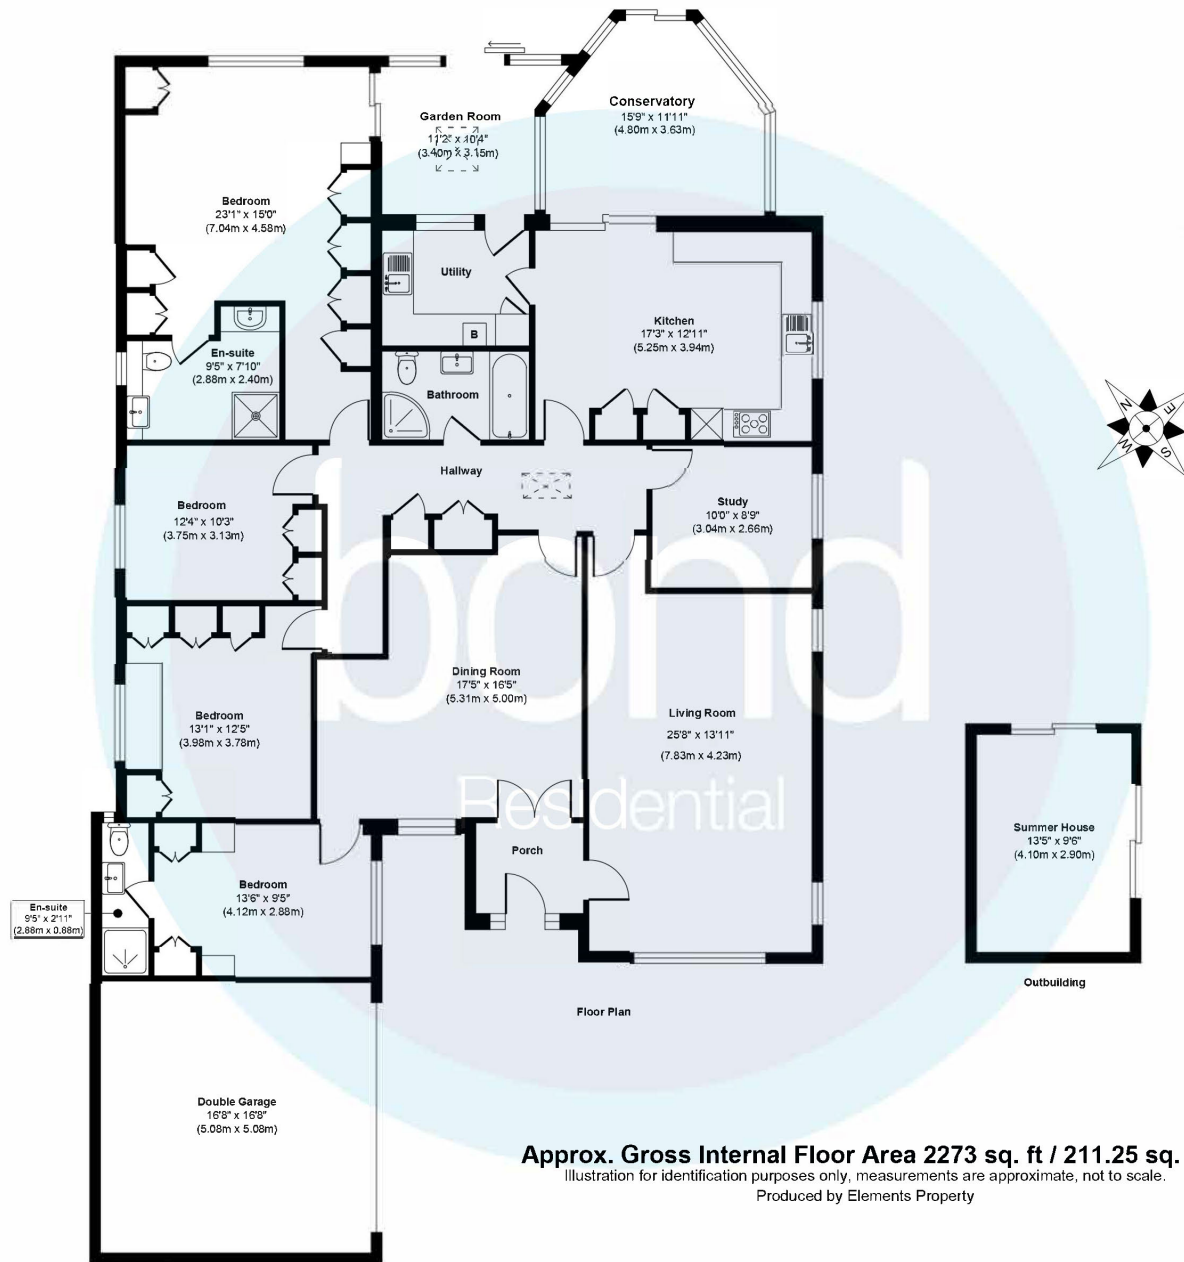 Conservatory
15'9" x 11'11"
(4.80m x 3.63m)
Garden Room
11'2" x 10'4"
(3.40m x 3.15m)
Bedroom
23'1" x 15'0"
(7.04m x 4.58m)
Utility
B
Kitchen
17'3" x 12'11"
(5.25m x 3.94m)
En-suite
9'5" x 7'10"
(2.88m x 2.40m)
Bathroom
N
E
S
W
Hallway
Bedroom
12'4" x 10'3"
(3.75m x 3.13m)
Study
10'0" x 8'9"
(3.04m x 2.66m)
bond
Residential
Dining Room
17'5" x 16'5"
(5.31m x 5.00m)
Bedroom
13'1" x 12'5"
(3.98m x 3.78m)
Living Room
25'8" x 13'11"
(7.83m x 4.23m)
Summer House
13'5" x 9'6"
(4.10m x 2.90m)
Porch
Bedroom
13'6" x 9'5"
(4.12m x 2.88m)
En-suite
9'5" x 2'11"
(2.88m x 0.88m)
Outbuilding
Floor Plan
Double Garage
16'8" x 16'8"
(5.08m x 5.08m)
Approx. Gross Internal Floor Area 2273 sq. ft / 211.25 sq.
Illustration for identification purposes only, measurements are approximate, not to scale.
Produced by Elements Property